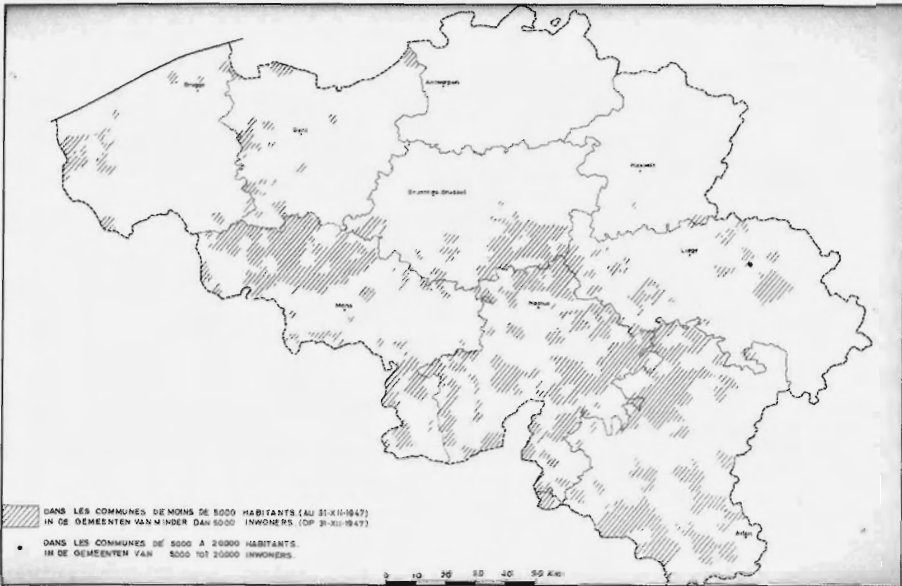 Brugge
Antwerpen
Gent
Hasselt
Bruxelles-Brussel
Liège
Mons
Namur
Arlon
DANS LES COMMUNES DE MOINS DE 5000 HABITANTS. (AU 31-XII-1947)
IN DE GEMEENTEN VAN MINDER DAN 5000 INWONERS. (OP 31-XII-1947)
DANS LES COMMUNES DE 5000 A 20000 HABITANTS.
IN DE GEMEENTEN VAN 5000 TOT 20000 INWONERS.
0 10 20 30 40 50 Km.